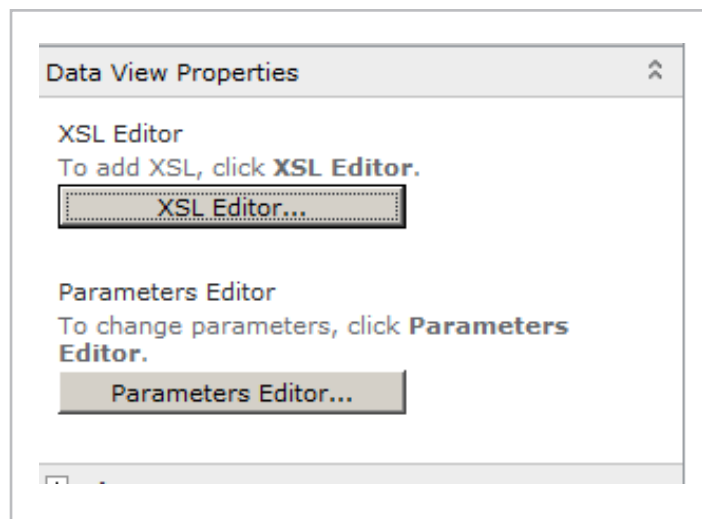 Data View Properties
XSL Editor
To add XSL, click XSL Editor.
XSL Editor...
Parameters Editor
To change parameters, click Parameters
Editor.
Parameters Editor...